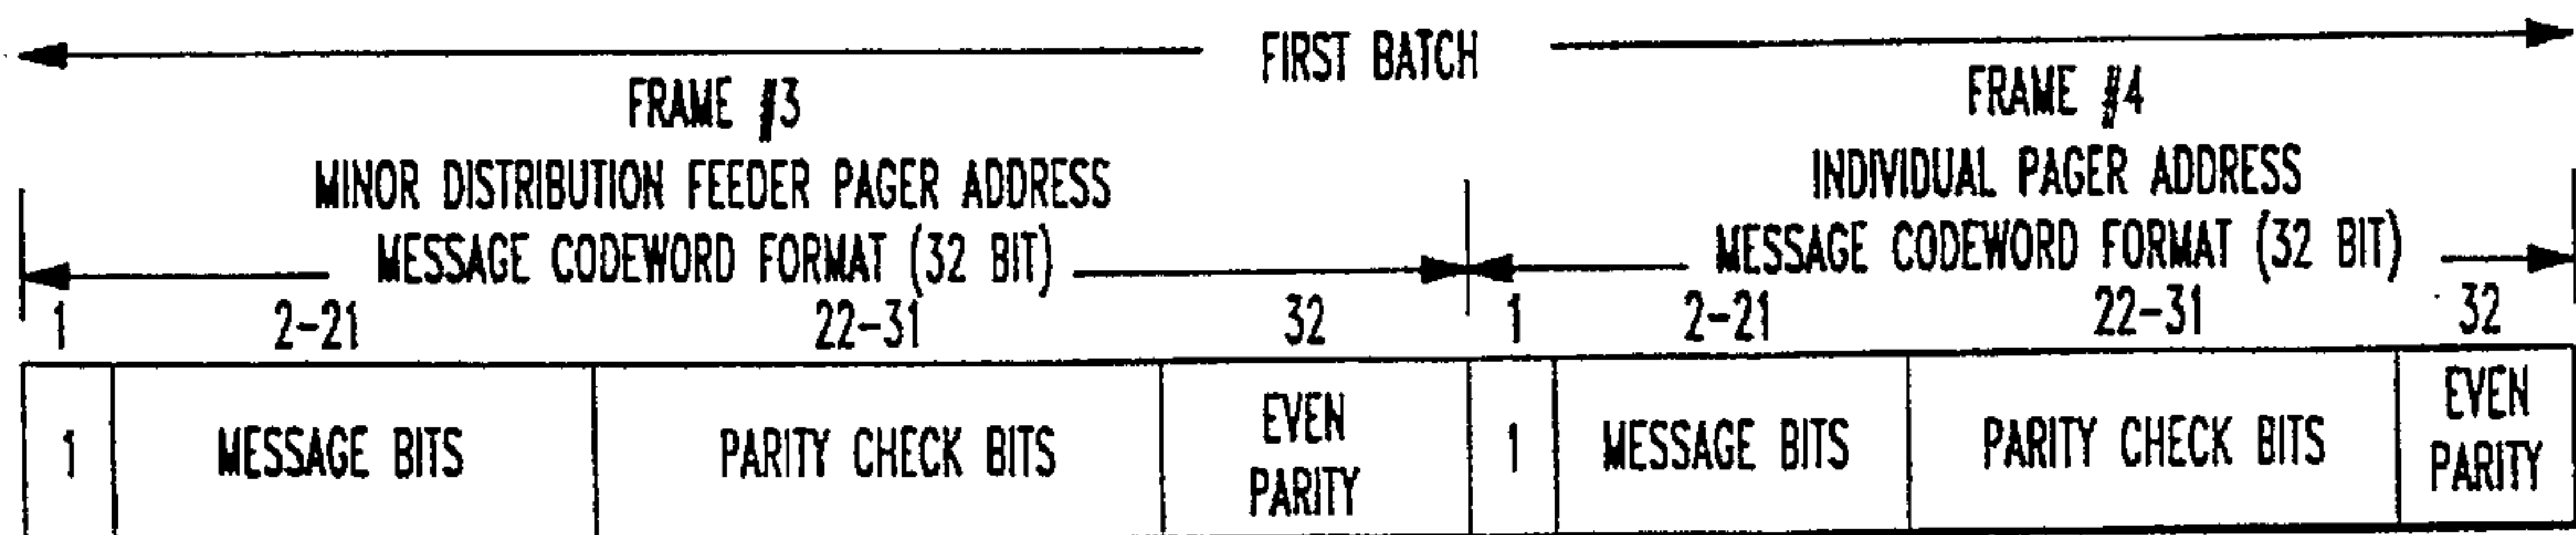 FIRST BATCH
FRAME #3
MINOR DISTRIBUTION FEEDER PAGER ADDRESS
MESSAGE CODEWORD FORMAT (32 BIT)
FRAME #4
INDIVIDUAL PAGER ADDRESS
MESSAGE CODEWORD FORMAT (32 BIT)
1 2-21 22-31 32 1 2-21 22-31 32
1 MESSAGE BITS PARITY CHECK BITS EVEN PARITY 1 MESSAGE BITS PARITY CHECK BITS EVEN PARITY